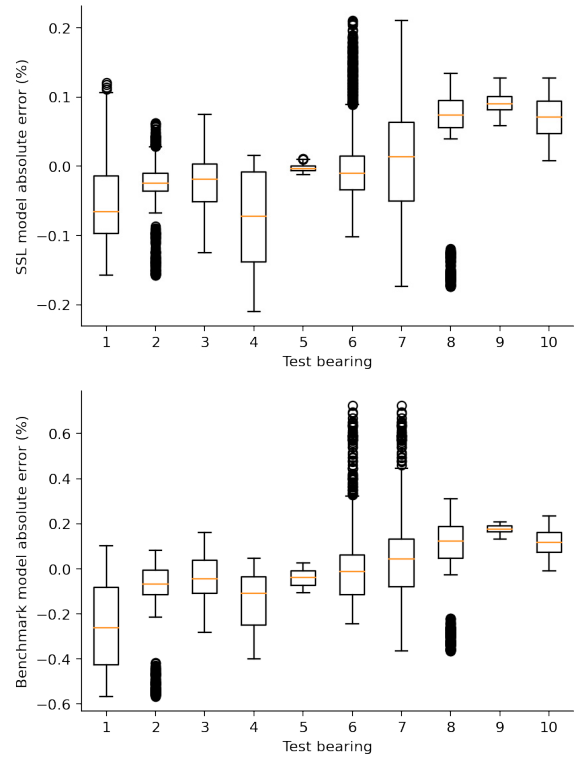 SSL model absolute error (%)
0.2
0.1
0.0
−0.1
−0.2
1 2 3 4 5 6 7 8 9 10
Test bearing
Benchmark model absolute error (%)
0.6
0.4
0.2
0.0
−0.2
−0.4
−0.6
1 2 3 4 5 6 7 8 9 10
Test bearing